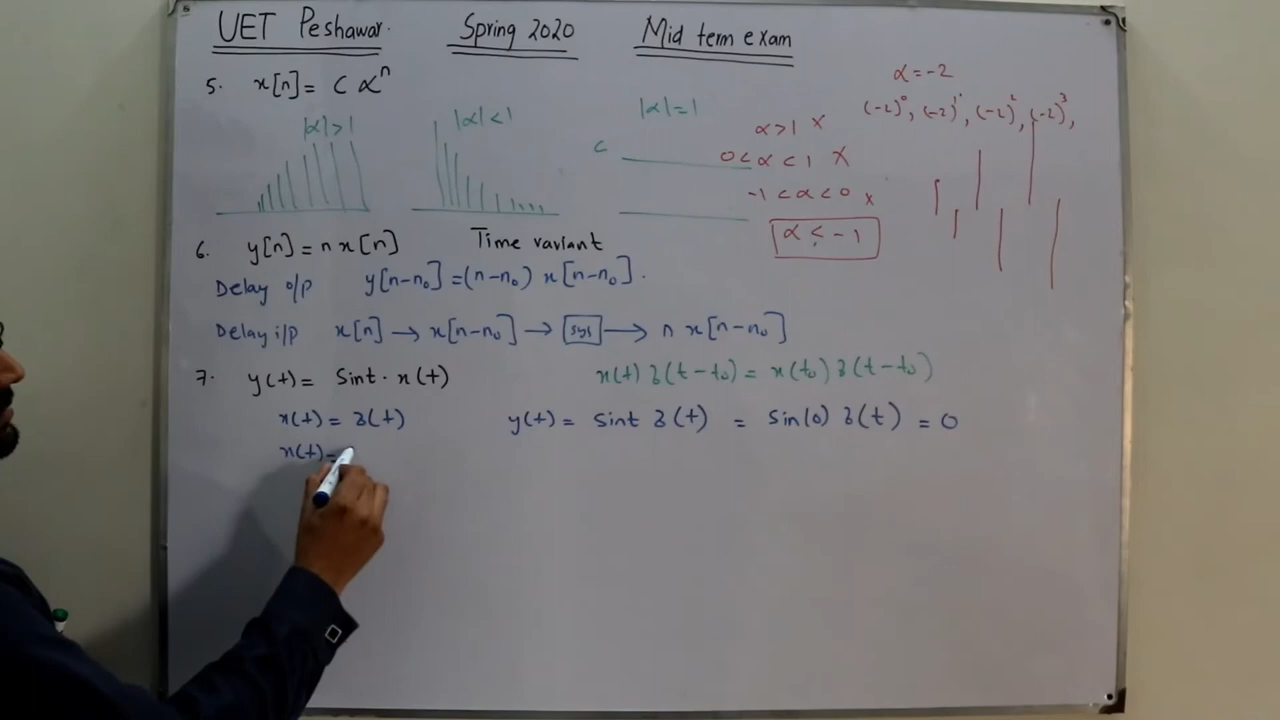 UET Peshawar. Spring 2020 Mid term exam
5. x[n] = C α^n
|α|>1 |α|<1 |α|=1
C
α>1 ×
0<α<1 ×
-1<α<0 ×
α ≤ -1
α = -2
(-2)^0, (-2)^1, (-2)^2, (-2)^3,
6. y[n] = n x[n] Time variant
Delay o/p y[n-n₀] = (n-n₀) x[n-n₀].
Delay i/p x[n] → x[n-n₀] → sys → n x[n-n₀]
7. y(t) = Sint · x(t) x(t) δ(t-t₀) = x(t₀) δ(t-t₀)
x(t) = δ(t) y(t) = Sint δ(t) = Sin(0) δ(t) = 0
x(t) =